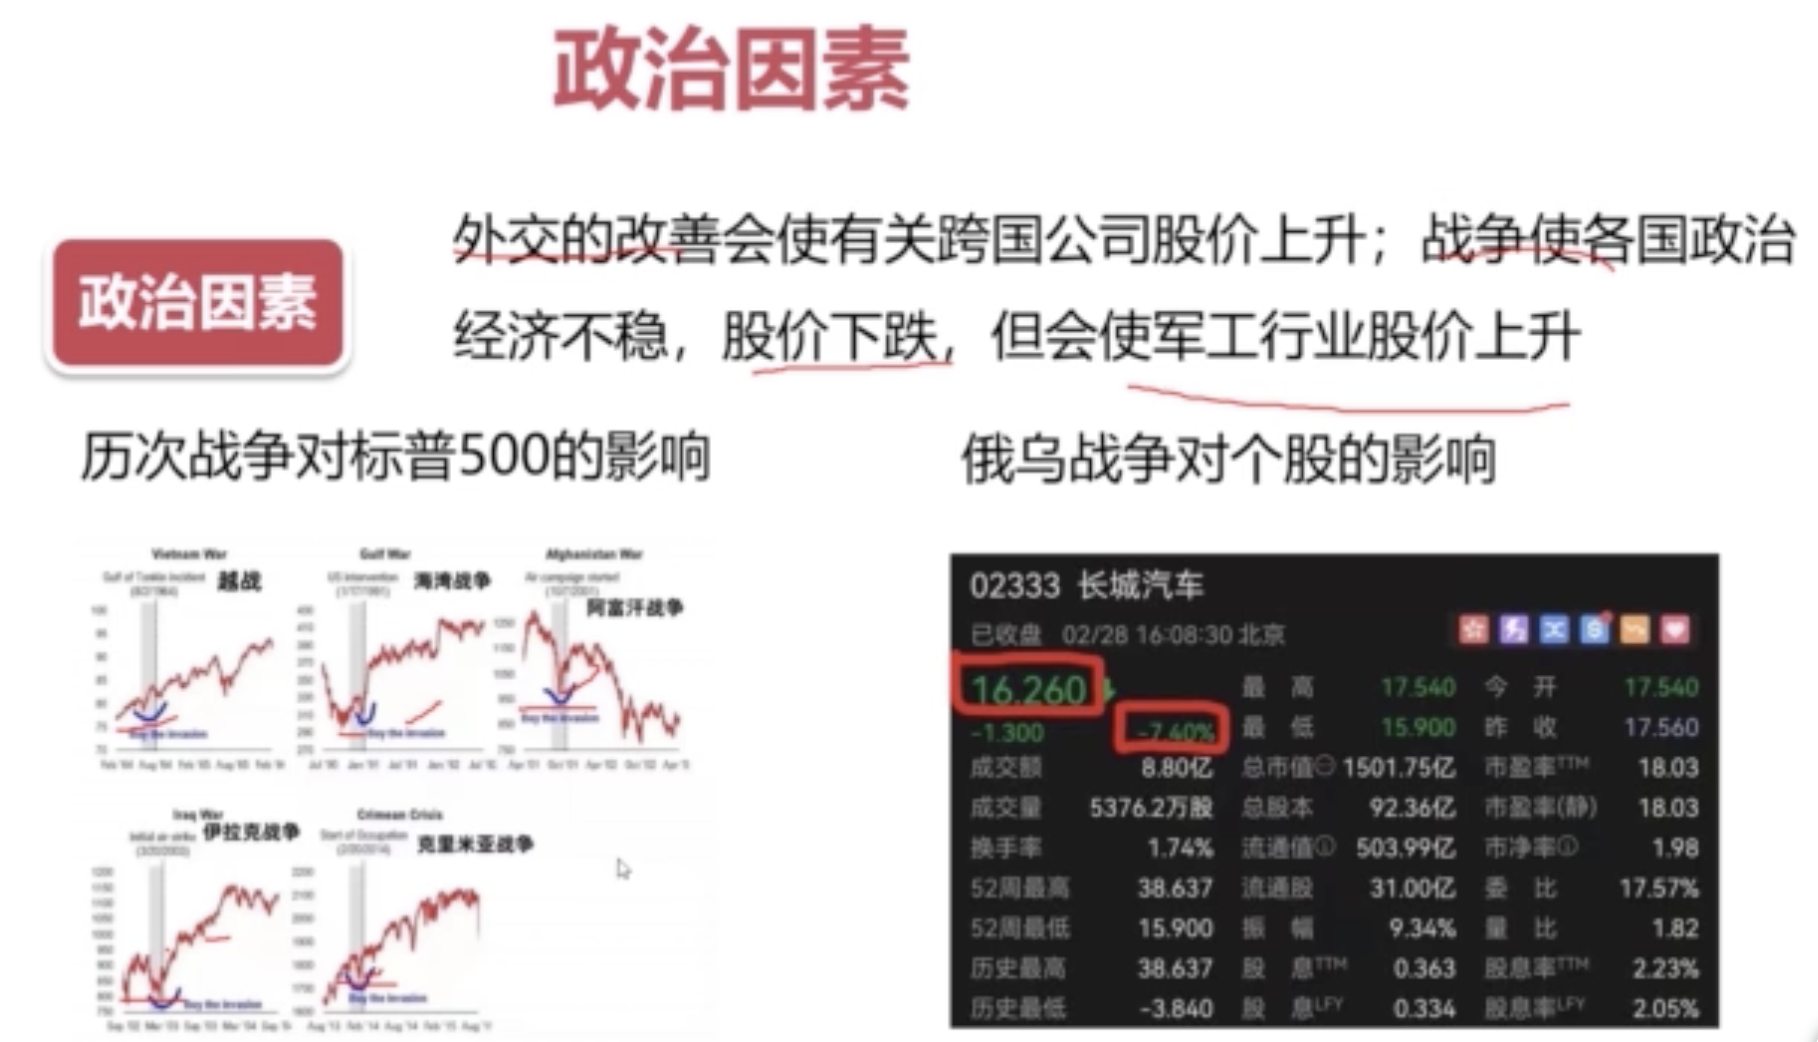 政治因素
政治因素
外交的改善会使有关跨国公司股价上升；战争使各国政治
经济不稳，股价下跌，但会使军工行业股价上升
历次战争对标普500的影响
俄乌战争对个股的影响
Vietnam War
Gulf of Tonkin Incident
越战
Buy the invasion
Gulf War
US intervention
(1/17/1991)
海湾战争
Buy the invasion
Afghanistan War
Air campaign started
(10/7/2001)
阿富汗战争
Buy the invasion
Iraq War
Initial air strike
(3/20/2003)
伊拉克战争
Buy the invasion
Crimean Crisis
Start of Occupation
(2/20/2014)
克里米亚战争
Buy the invasion
02333 长城汽车
已收盘 02/28 16:08:30 北京
16.260 最高 17.540 今开 17.540
-1.300 -7.40% 最低 15.900 昨收 17.560
成交额 8.80亿 总市值 1501.75亿 市盈率TTM 18.03
成交量 5376.2万股 总股本 92.36亿 市盈率(静) 18.03
换手率 1.74% 流通值 503.99亿 市净率 1.98
52周最高 38.637 流通股 31.00亿 委比 17.57%
52周最低 15.900 振幅 9.34% 量比 1.82
历史最高 38.637 股息TTM 0.363 股息率TTM 2.23%
历史最低 -3.840 股息LFY 0.334 股息率LFY 2.05%